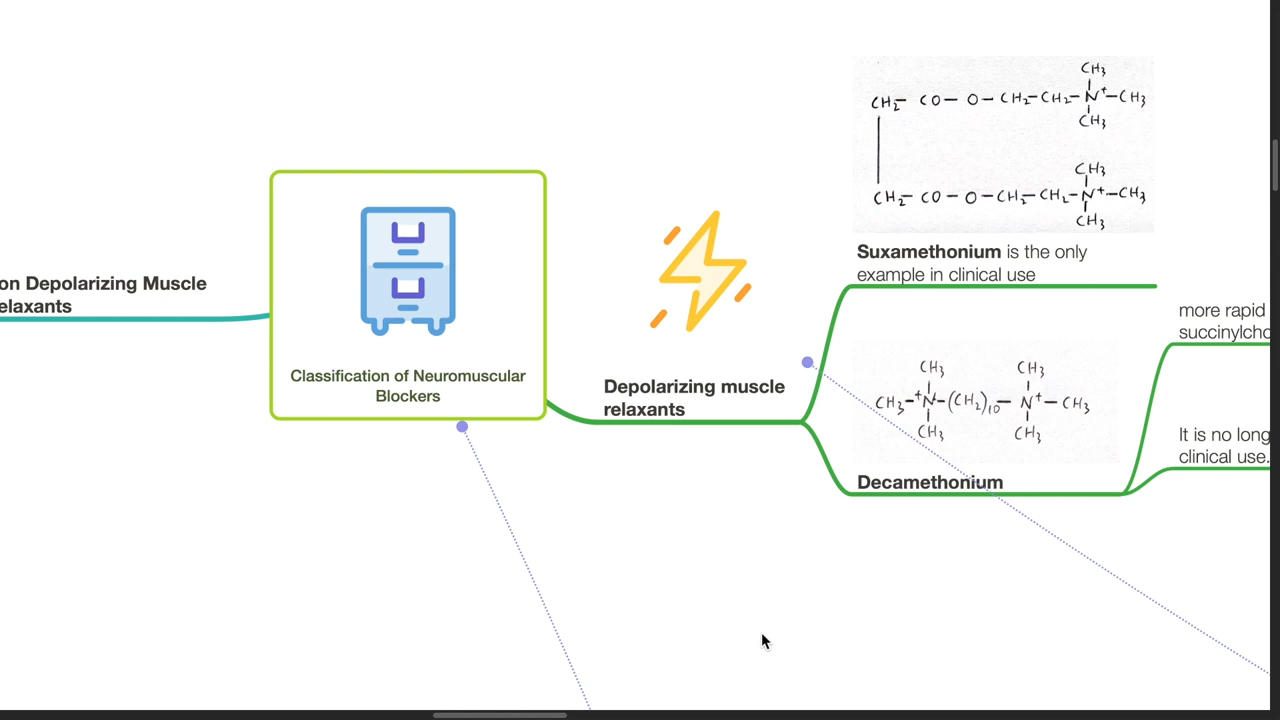 on Depolarizing Muscle
elaxants
Classification of Neuromuscular
Blockers
Depolarizing muscle
relaxants
CH3
CH2– CO – O – CH2–CH2–N+–CH3
CH3
CH3
CH2– CO – O – CH2–CH2–N+–CH3
CH3
Suxamethonium is the only
example in clinical use
CH3 CH3
CH3–+N–(CH2)10– N+– CH3
CH3 CH3
Decamethonium
more rapid
succinylcho
It is no long
clinical use.